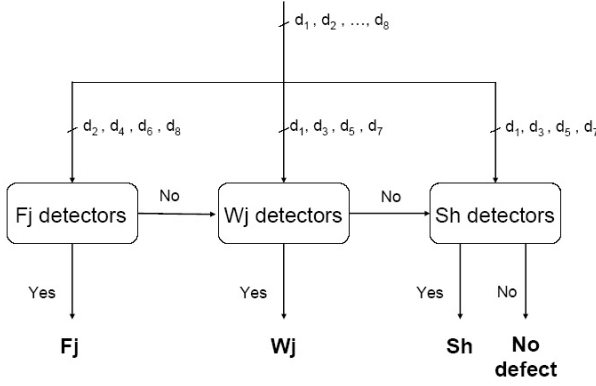 d1, d2 , ..., d8
d2 , d4 , d6 , d8
d1, d3 , d5 , d7
d1, d3 , d5 , d7
Fj detectors
No
Wj detectors
No
Sh detectors
Yes
Yes
Yes
No
Fj
Wj
Sh
No
defect